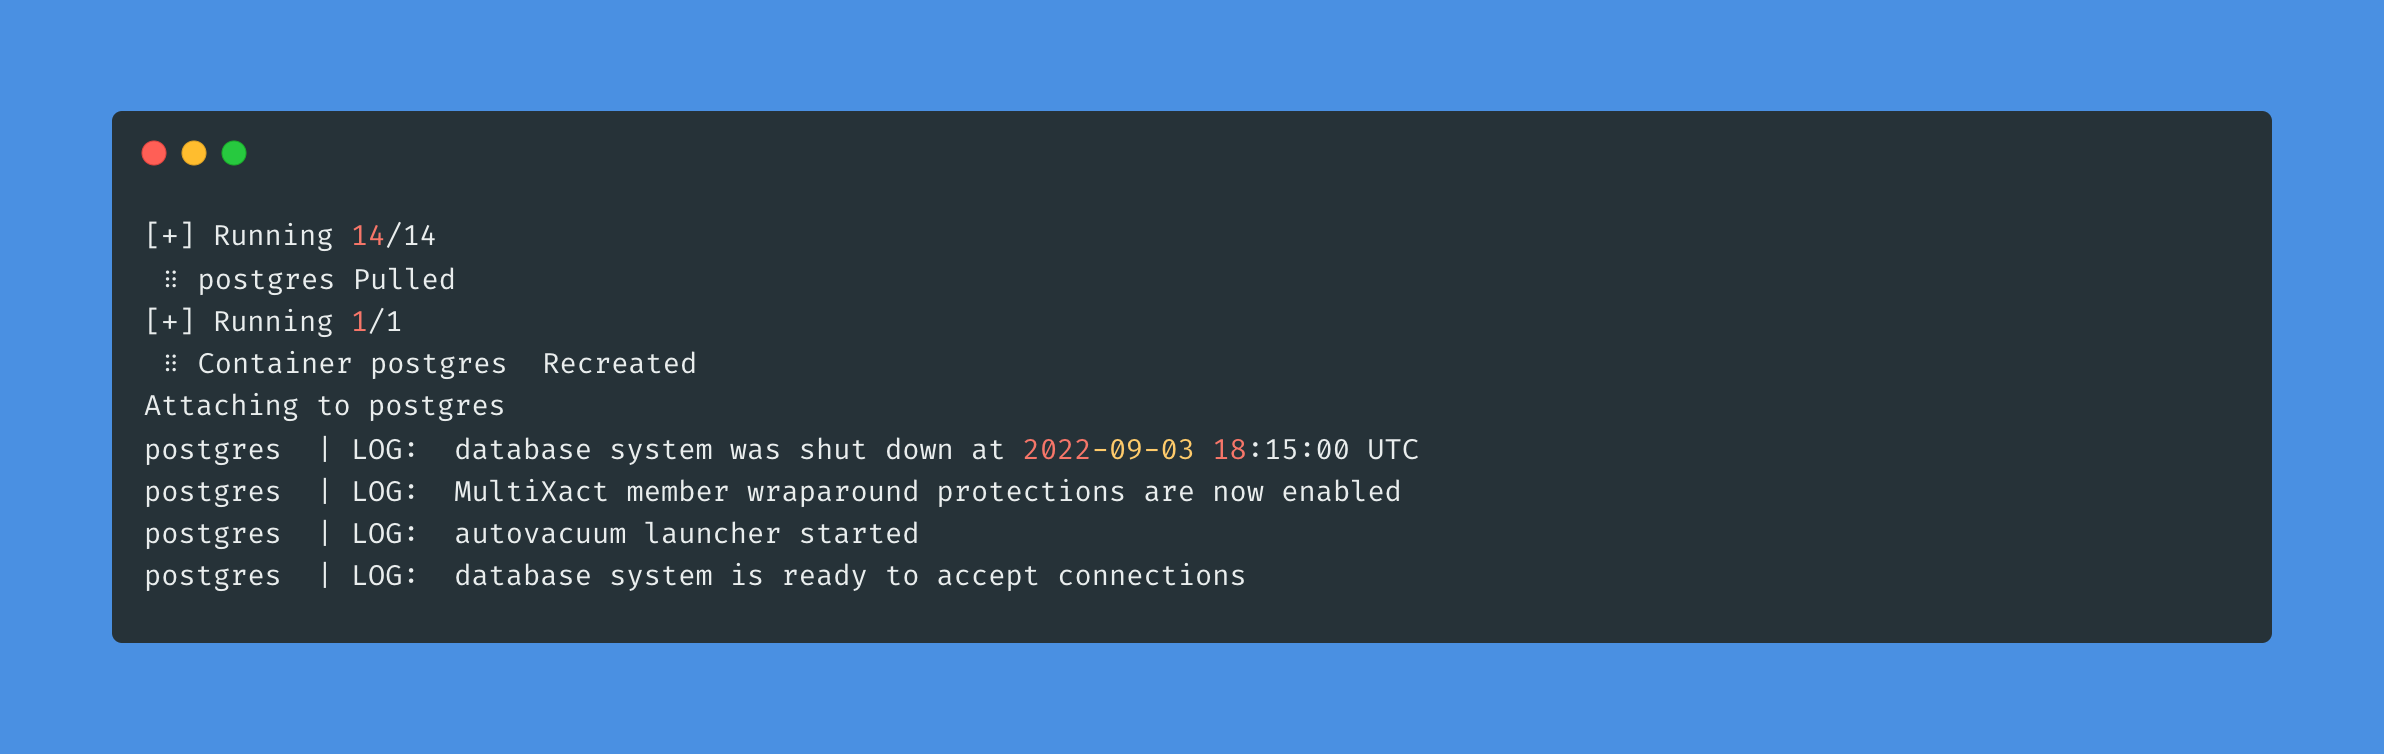 [+] Running 14/14
 ⠿ postgres Pulled
[+] Running 1/1
 ⠿ Container postgres  Recreated
Attaching to postgres
postgres  | LOG:  database system was shut down at 2022-09-03 18:15:00 UTC
postgres  | LOG:  MultiXact member wraparound protections are now enabled
postgres  | LOG:  autovacuum launcher started
postgres  | LOG:  database system is ready to accept connections